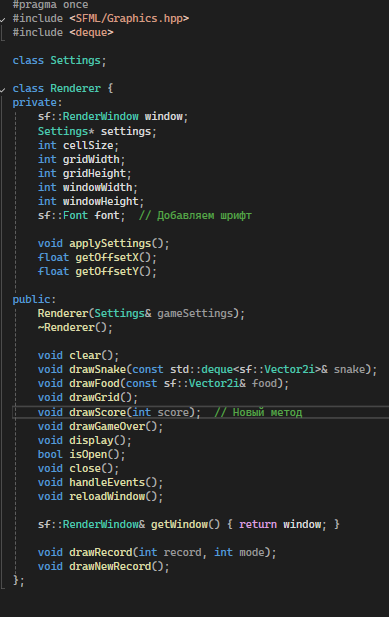 #pragma once
#include <SFML/Graphics.hpp>
#include <deque>
class Settings;
class Renderer {
private:
sf::RenderWindow window;
Settings* settings;
int cellSize;
int gridWidth;
int gridHeight;
int windowWidth;
int windowHeight;
sf::Font font;  // Добавляем шрифт
void applySettings();
float getOffsetX();
float getOffsetY();
public:
Renderer(Settings& gameSettings);
~Renderer();
void clear();
void drawSnake(const std::deque<sf::Vector2i>& snake);
void drawFood(const sf::Vector2i& food);
void drawGrid();
void drawScore(int score);  // Новый метод
void drawGameOver();
void display();
bool isOpen();
void close();
void handleEvents();
void reloadWindow();
sf::RenderWindow& getWindow() { return window; }
void drawRecord(int record, int mode);
void drawNewRecord();
};